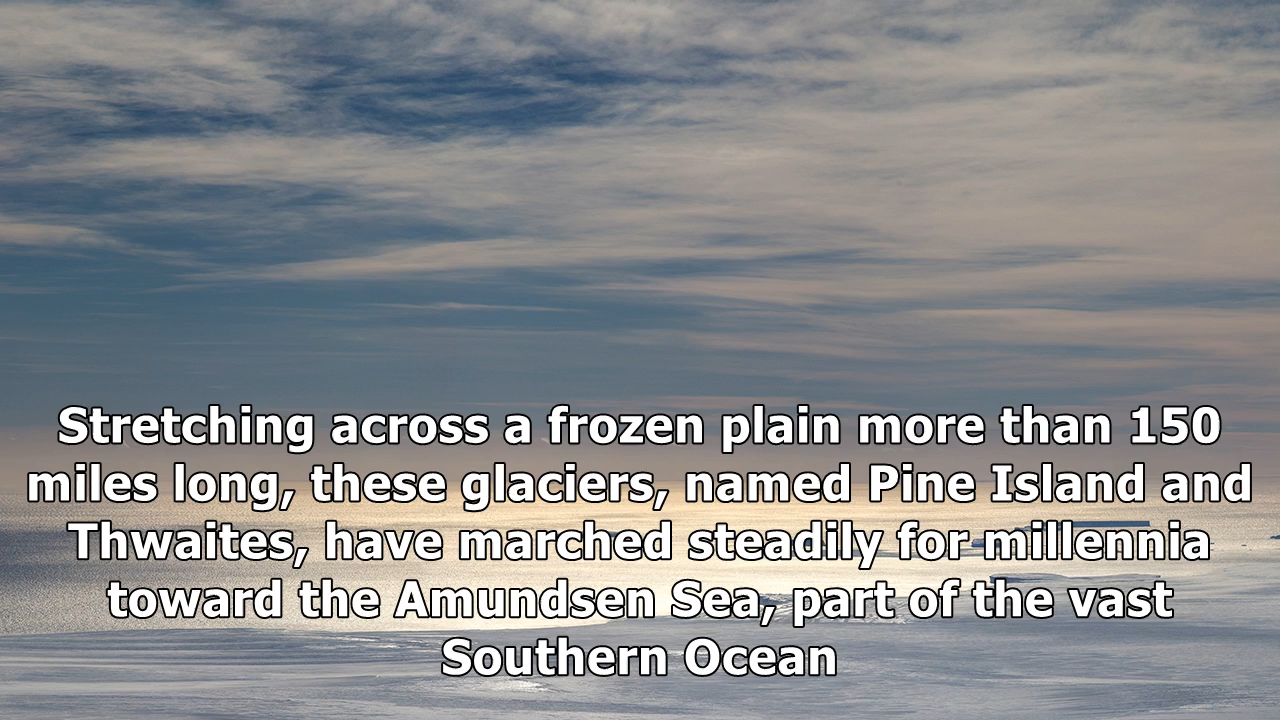 Stretching across a frozen plain more than 150
miles long, these glaciers, named Pine Island and
Thwaites, have marched steadily for millennia
toward the Amundsen Sea, part of the vast
Southern Ocean